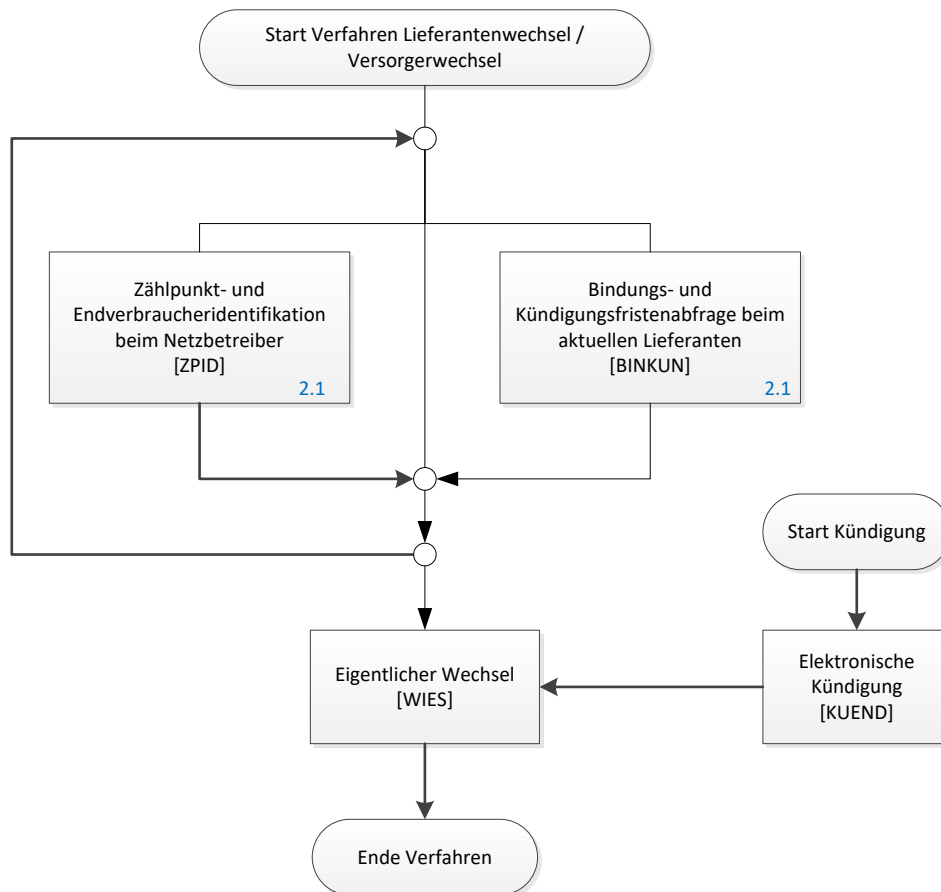 Start Verfahren Lieferantenwechsel /
Versorgerwechsel
Zählpunkt- und
Endverbraucheridentifikation
beim Netzbetreiber
[ZPID]
2.1
Bindungs- und
Kündigungsfristenabfrage beim
aktuellen Lieferanten
[BINKUN]
2.1
Start Kündigung
Eigentlicher Wechsel
[WIES]
Elektronische
Kündigung
[KUEND]
Ende Verfahren